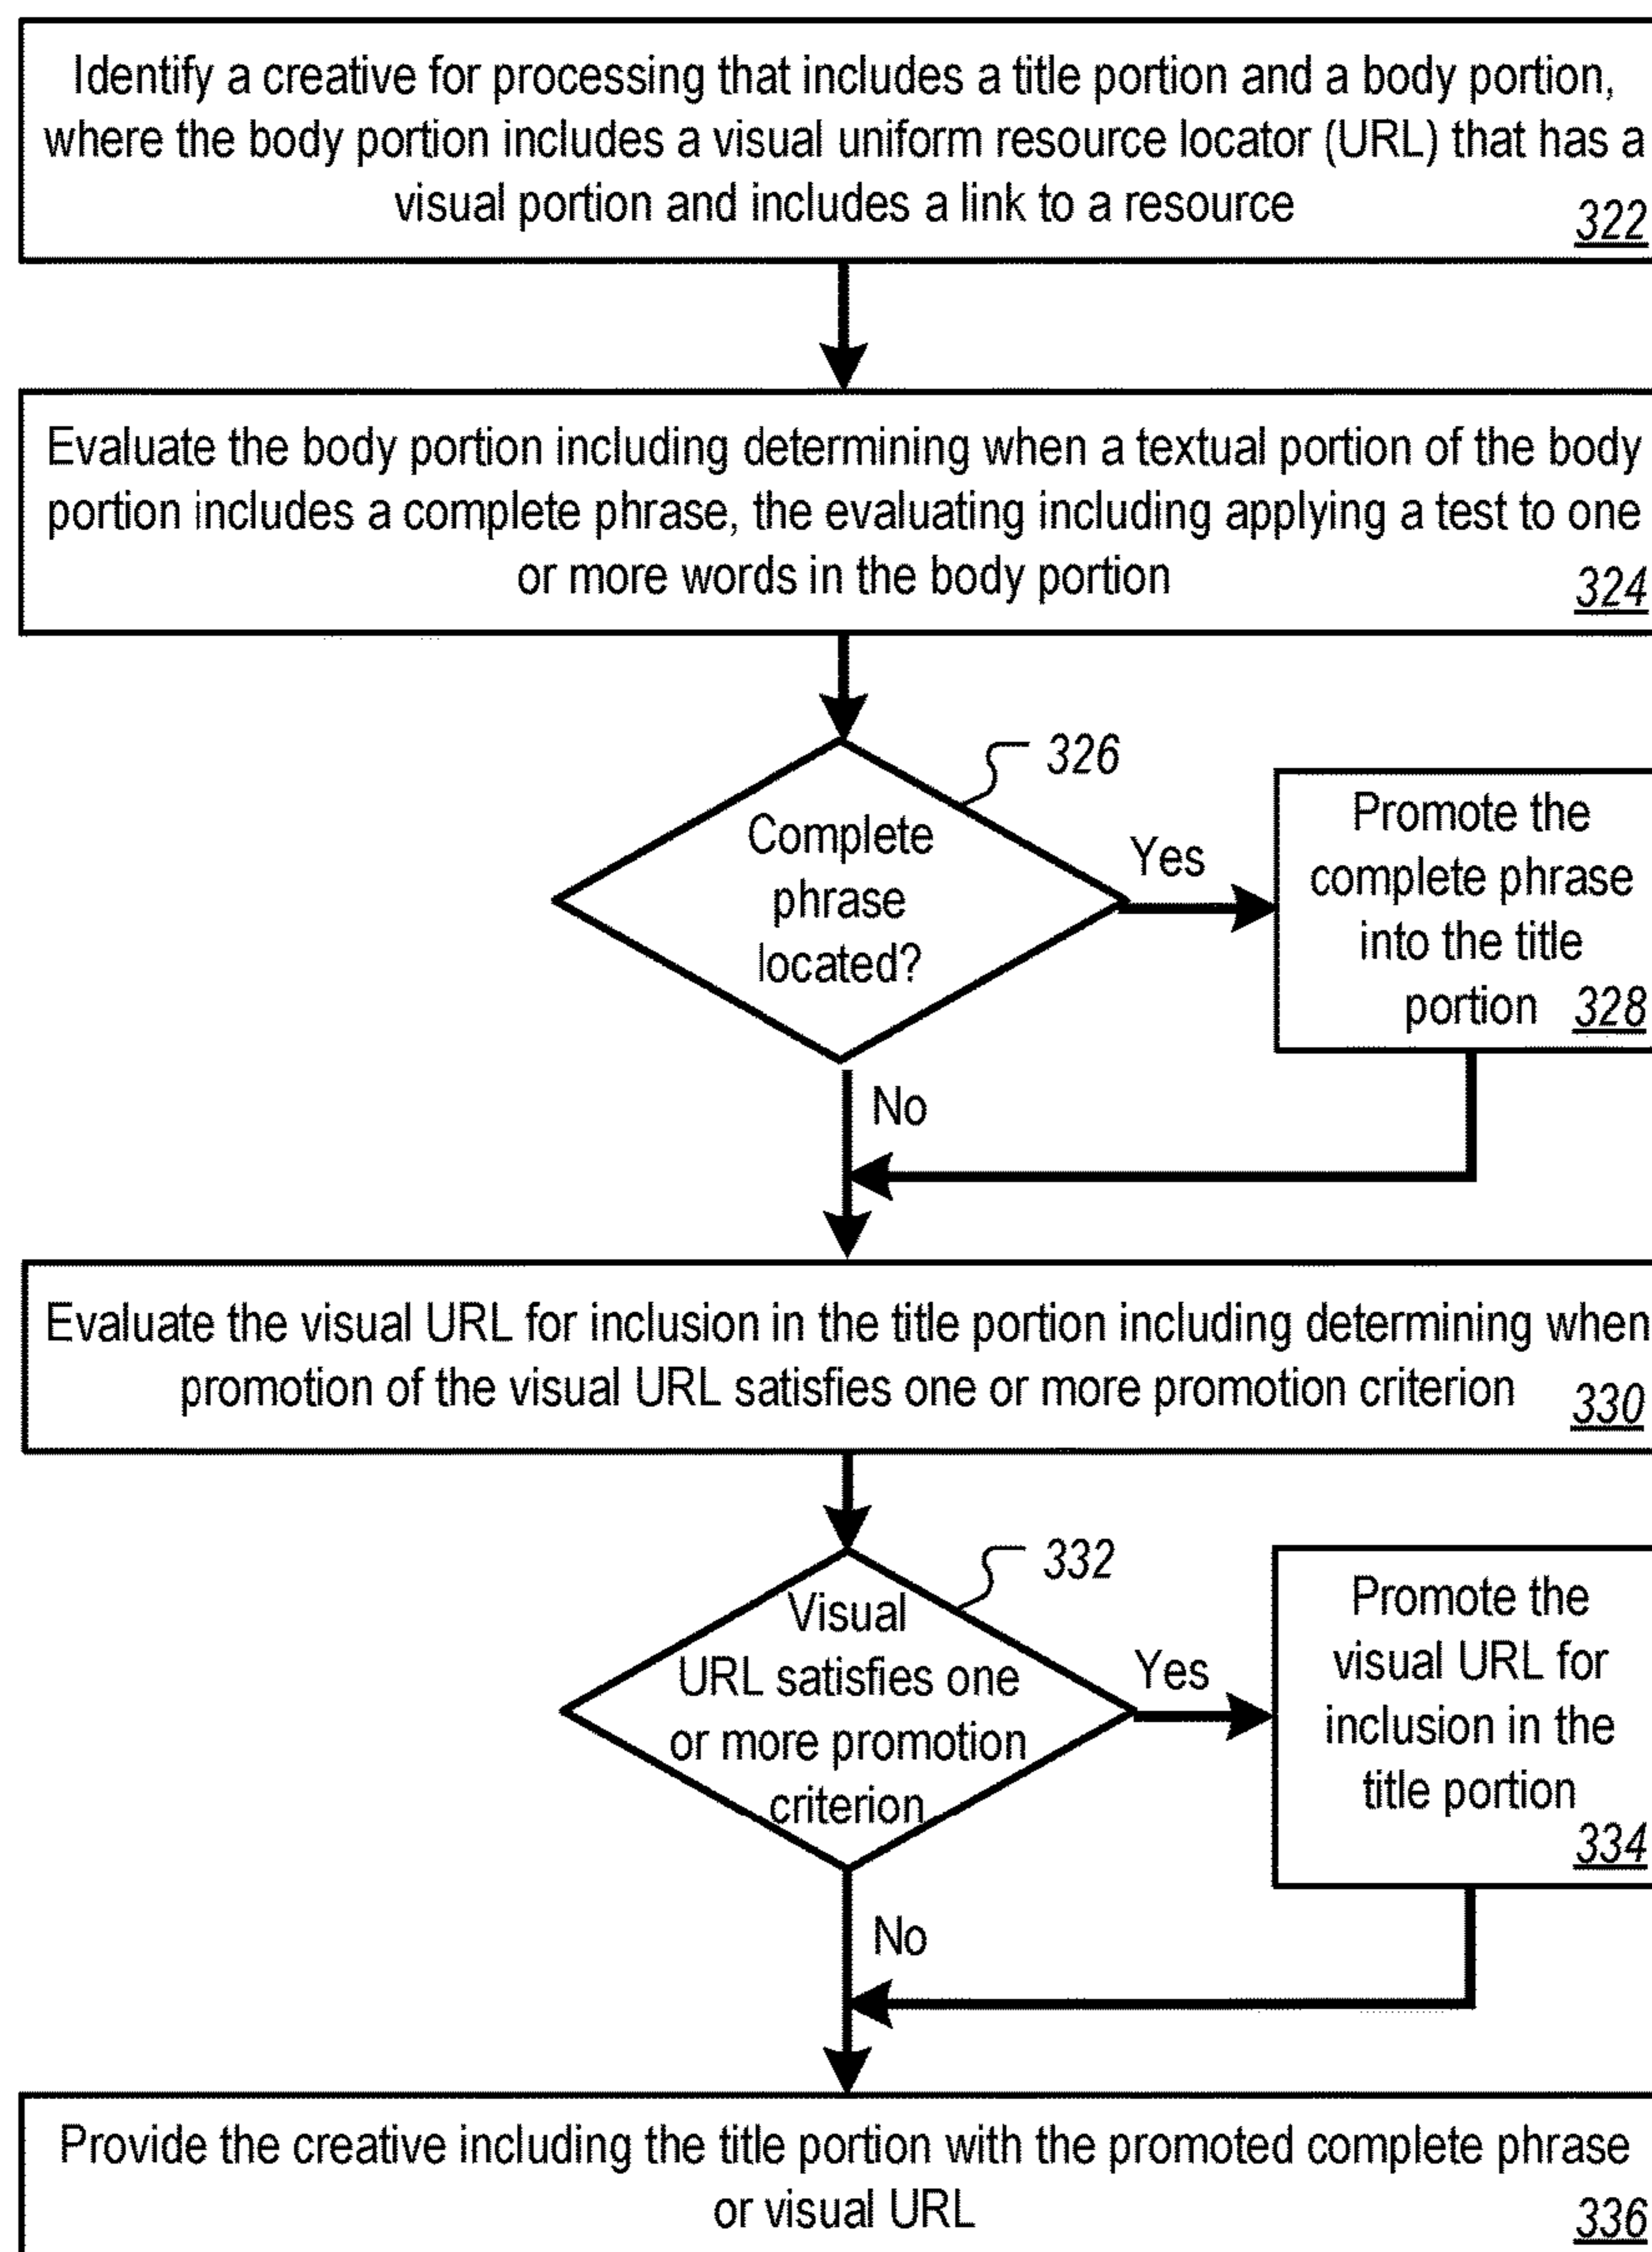 Identify a creative for processing that includes a title portion and a body portion,
where the body portion includes a visual uniform resource locator (URL) that has a
visual portion and includes a link to a resource
322
Evaluate the body portion including determining when a textual portion of the body
portion includes a complete phrase, the evaluating including applying a test to one
or more words in the body portion
324
326
Complete
phrase
located?
Yes
Promote the
complete phrase
into the title
portion 328
No
Evaluate the visual URL for inclusion in the title portion including determining when
promotion of the visual URL satisfies one or more promotion criterion
330
332
Visual
URL satisfies one
or more promotion
criterion
Yes
Promote the
visual URL for
inclusion in the
title portion
334
No
Provide the creative including the title portion with the promoted complete phrase
or visual URL
336